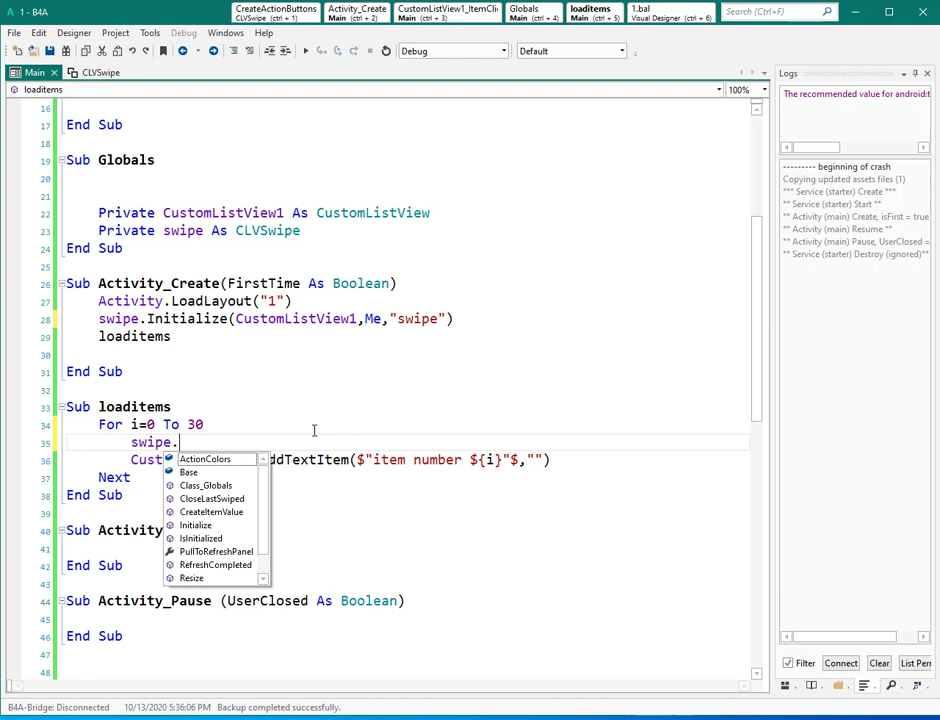 1 - B4A
CreateActionButtons
CLVSwipe (ctrl + 1)
Activity_Create
Main (ctrl + 2)
CustomListView1_ItemCli
Main (ctrl + 3)
Globals
Main (ctrl + 4)
loaditems
Main (ctrl + 5)
1.bal
Visual Designer (ctrl + 6)
Search (Ctrl+F)
File Edit Designer Project Tools Debug Windows Help
Debug
Default
Main
CLVSwipe
Logs
loaditems
100%
The recommended value for android:t
16
17 End Sub
18
19 Sub Globals
20
21
22 Private CustomListView1 As CustomListView
23 Private swipe As CLVSwipe
24 End Sub
25
26 Sub Activity_Create(FirstTime As Boolean)
27 Activity.LoadLayout("1")
28 swipe.Initialize(CustomListView1,Me,"swipe")
29 loaditems
30
31 End Sub
32
33 Sub loaditems
34 For i=0 To 30
35 swipe.
36 Cust ddTextItem($"item number ${i}"$,"")
37 Next
38 End Sub
39
40 Sub Activity
41
42 End Sub
43
44 Sub Activity_Pause (UserClosed As Boolean)
45
46 End Sub
47
48
ActionColors
Base
Class_Globals
CloseLastSwiped
CreateItemValue
Initialize
IsInitialized
PullToRefreshPanel
RefreshCompleted
Resize
--------- beginning of crash
Copying updated assets files (1)
*** Service (starter) Create ***
** Service (starter) Start **
** Activity (main) Create, isFirst = true
** Activity (main) Resume **
** Activity (main) Pause, UserClosed =
** Service (starter) Destroy (ignored)**
Filter
Connect
Clear
List Perr
B4A-Bridge: Disconnected
10/13/2020 5:36:06 PM Backup completed successfully.